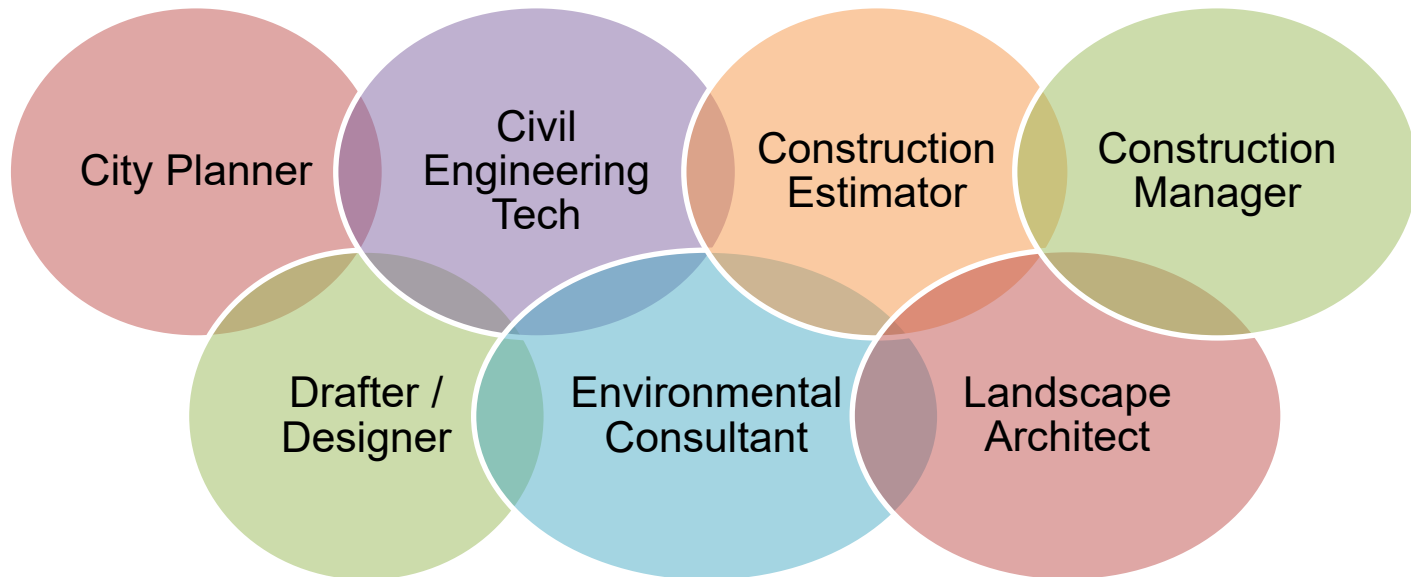 City Planner
Civil
Engineering
Tech
Construction
Estimator
Construction
Manager
Drafter /
Designer
Environmental
Consultant
Landscape
Architect